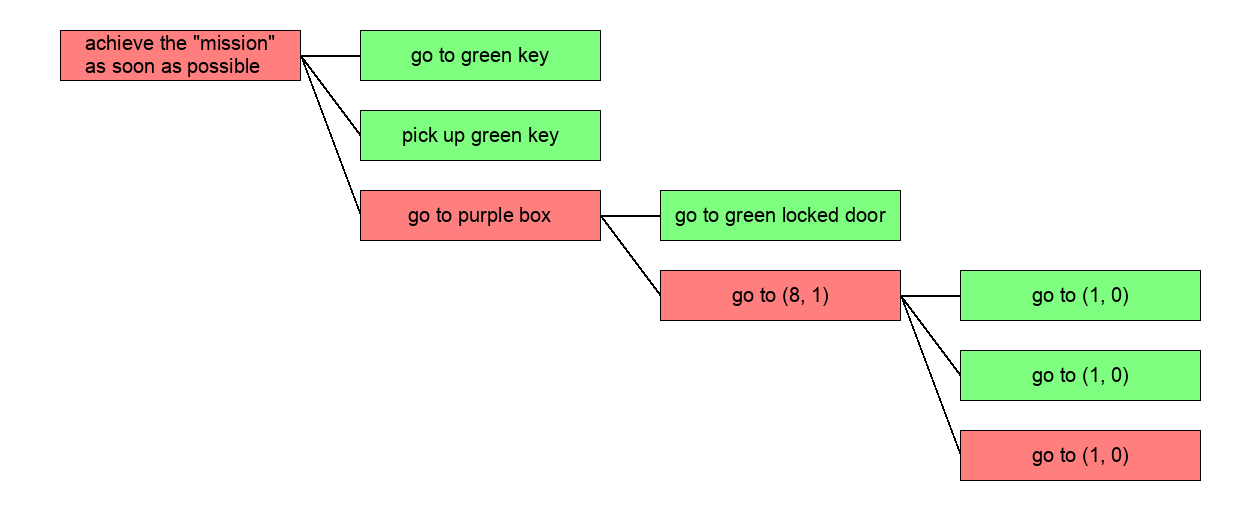 achieve the "mission"
as soon as possible
go to green key
pick up green key
go to purple box
go to green locked door
go to (8, 1)
go to (1, 0)
go to (1, 0)
go to (1, 0)